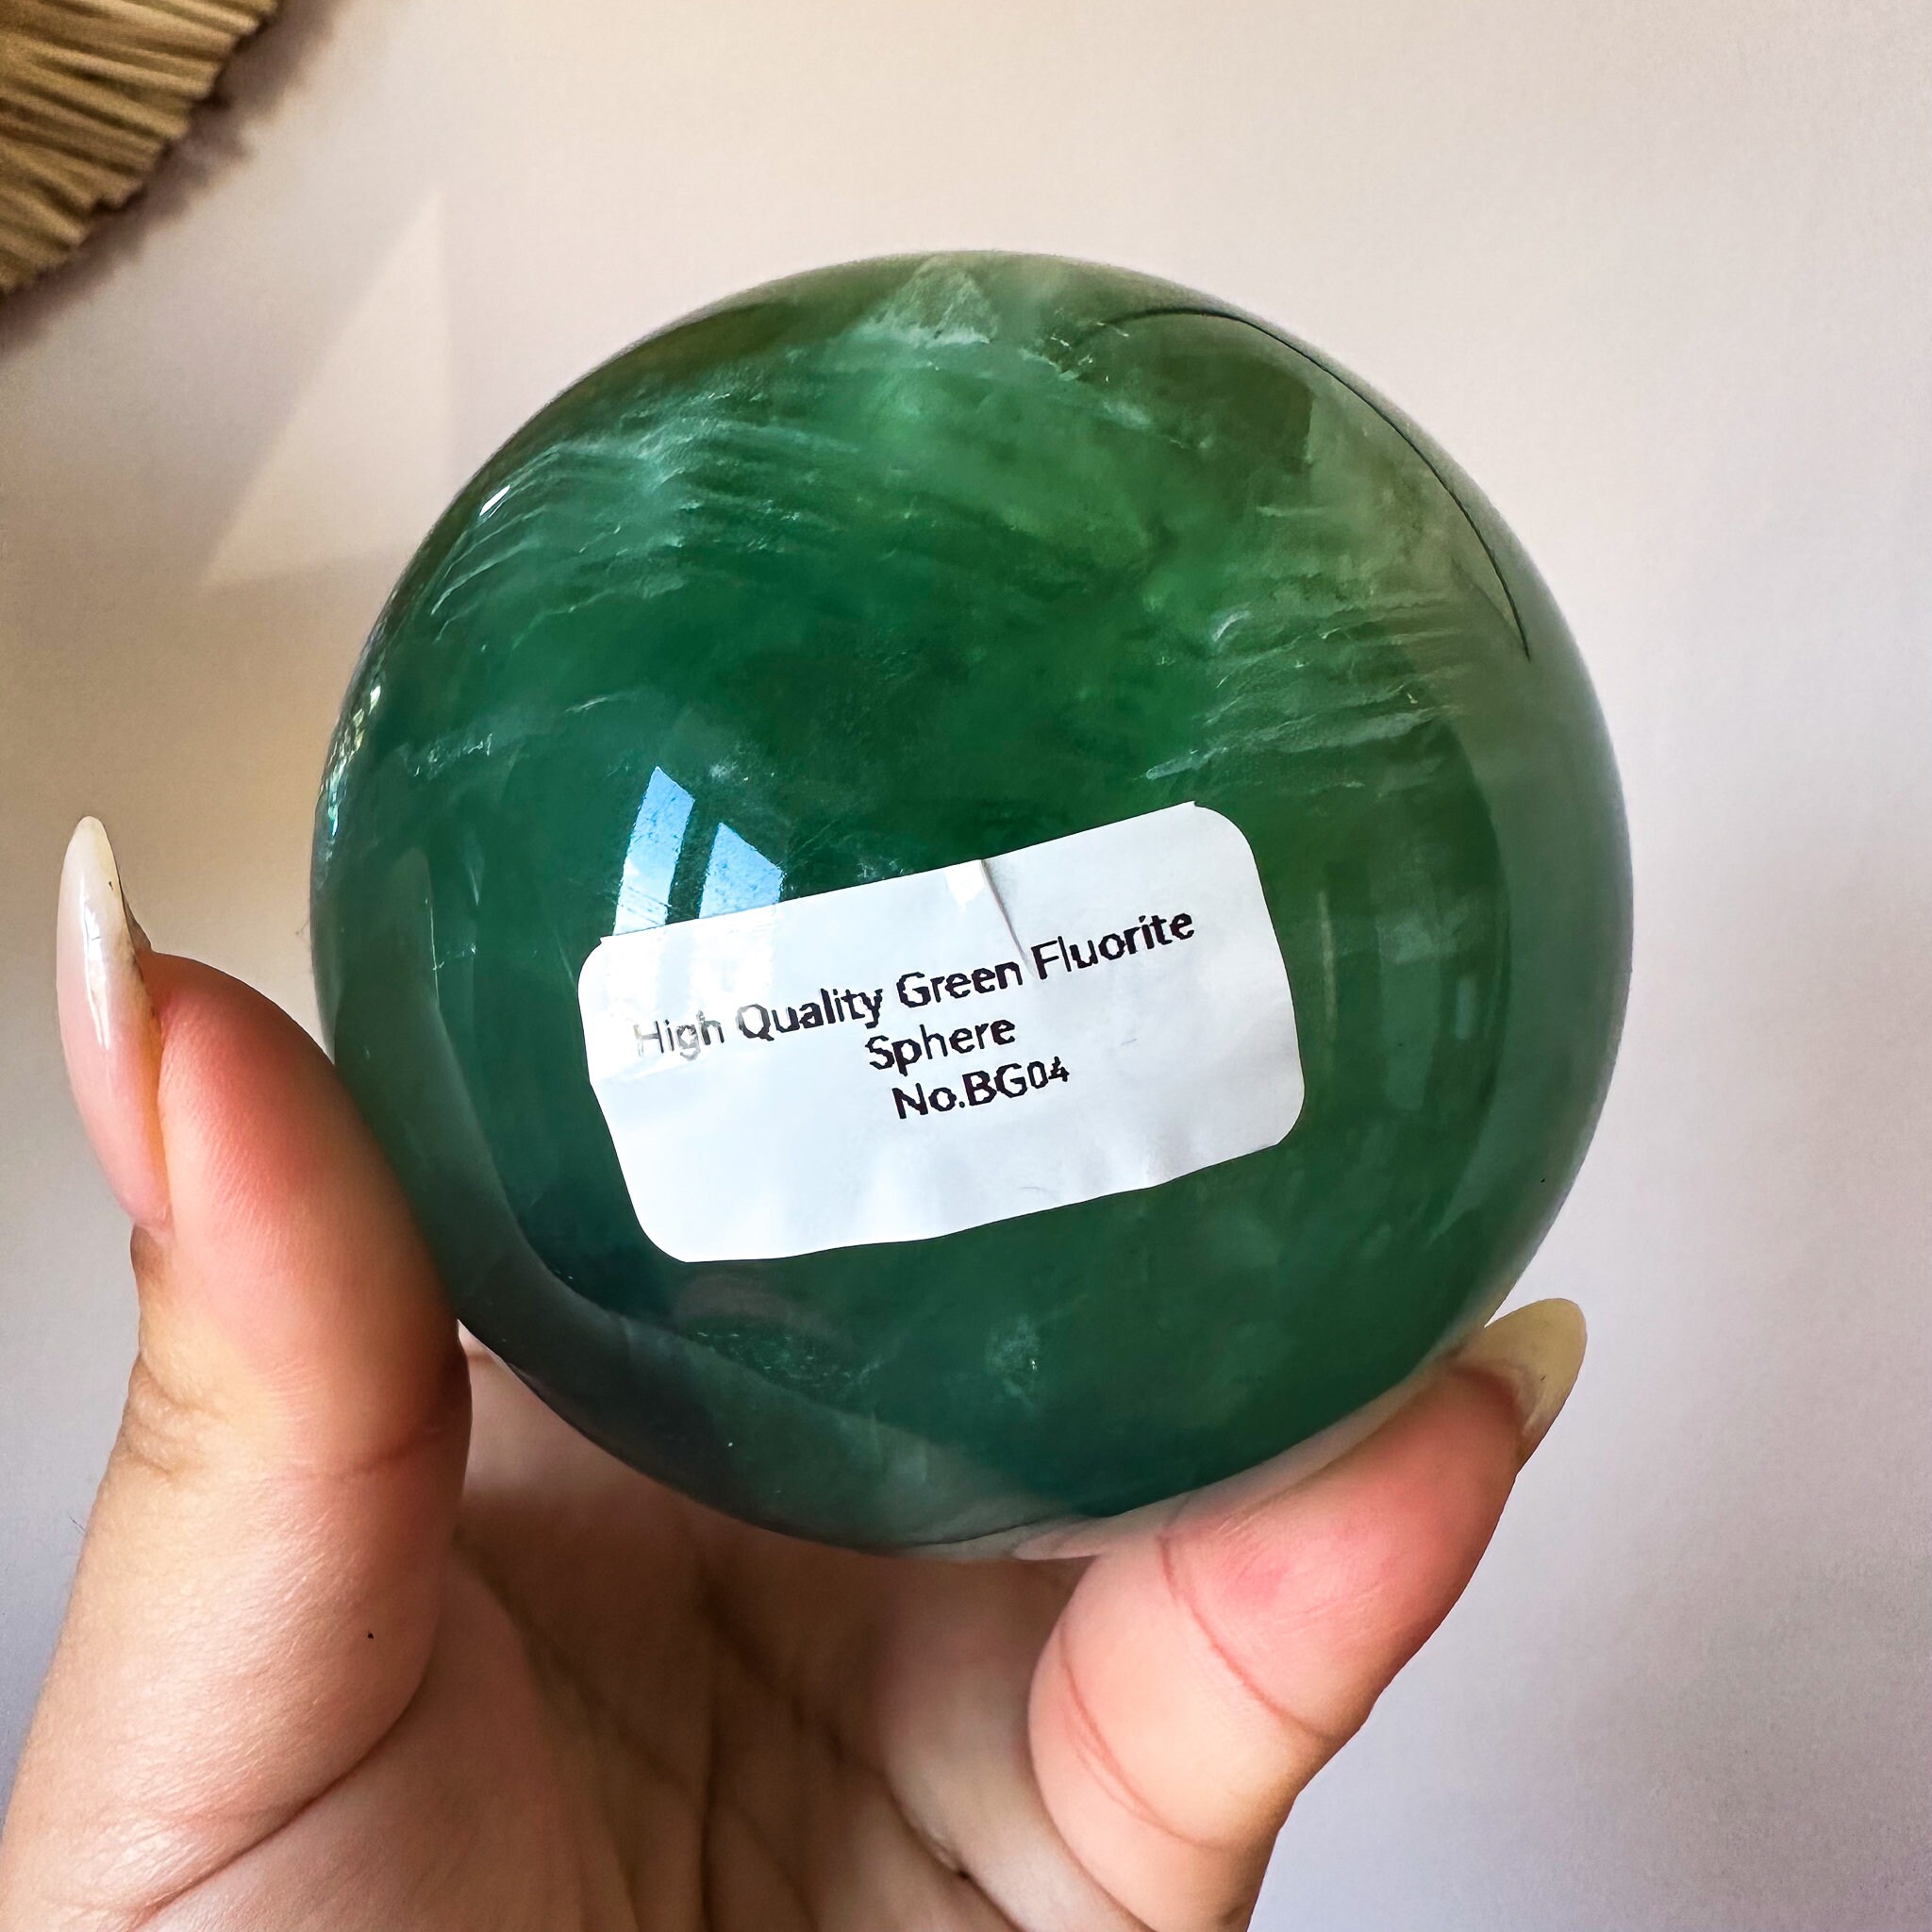 High Quality Green Fluorite
Sphere
No.BG04